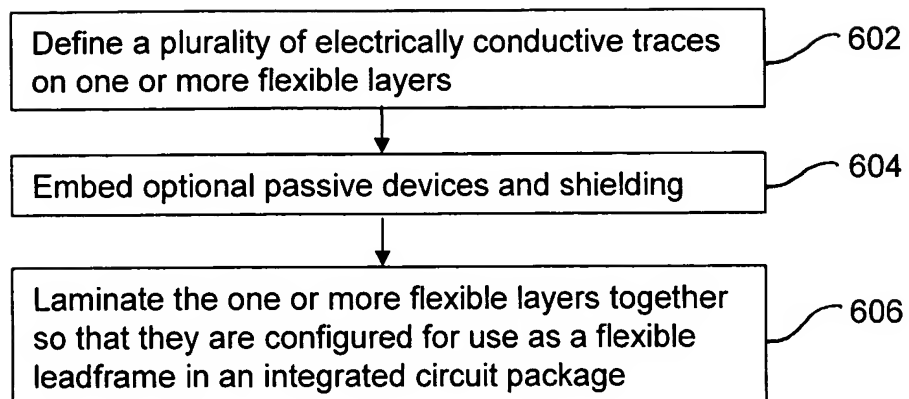 Define a plurality of electrically conductive traces
on one or more flexible layers
602
Embed optional passive devices and shielding
604
Laminate the one or more flexible layers together
so that they are configured for use as a flexible
leadframe in an integrated circuit package
606